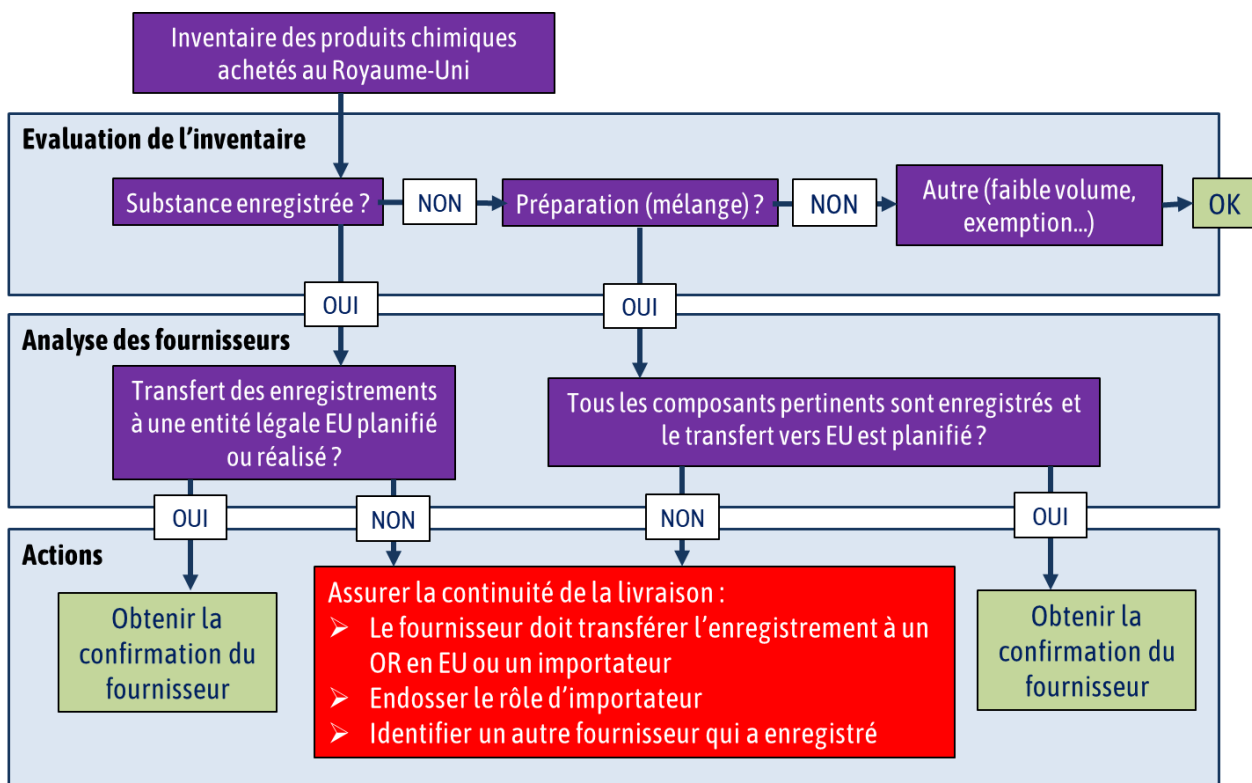 Inventaire des produits chimiques
achetés au Royaume-Uni
Evaluation de l’inventaire
Substance enregistrée ?
NON
Préparation (mélange) ?
NON
Autre (faible volume,
exemption...)
OK
OUI
OUI
Analyse des fournisseurs
Transfert des enregistrements
à une entité légale EU planifié
ou réalisé ?
Tous les composants pertinents sont enregistrés et
le transfert vers EU est planifié ?
OUI
NON
NON
OUI
Actions
Obtenir la
confirmation du
fournisseur
Assurer la continuité de la livraison :
➢ Le fournisseur doit transférer l’enregistrement à un
OR en EU ou un importateur
➢ Endosser le rôle d’importateur
➢ Identifier un autre fournisseur qui a enregistré
Obtenir la
confirmation du
fournisseur